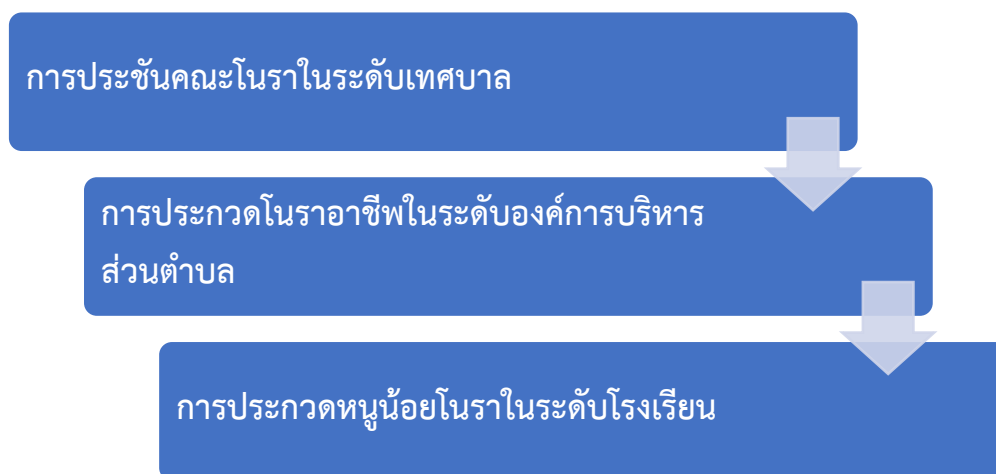 การประชันคณะโนราในระดับเทศบาล
การประกวดโนราอาชีพในระดับองค์การบริหาร
ส่วนตำบล
การประกวดหนูน้อยโนราในระดับโรงเรียน